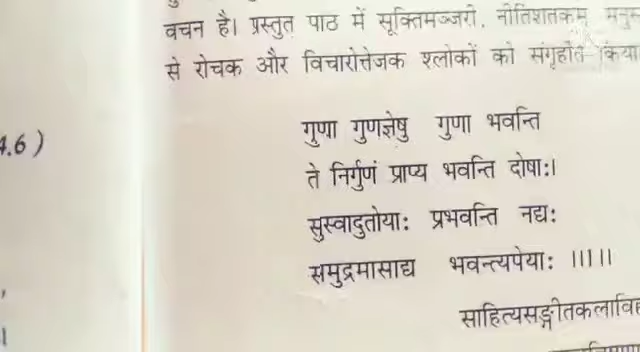 वचन है। प्रस्तुत पाठ में सूक्तिमञ्जरी, नीतिशतकम्
से रोचक और विचारोत्तेजक श्लोकों को संगृहीत किया
4.6)
गुणा गुणज्ञेषु गुणा भवन्ति
ते निर्गुणं प्राप्य भवन्ति दोषाः।
सुस्वादुतोयाः प्रभवन्ति नद्यः
समुद्रमासाद्य भवन्त्यपेयाः ॥1॥